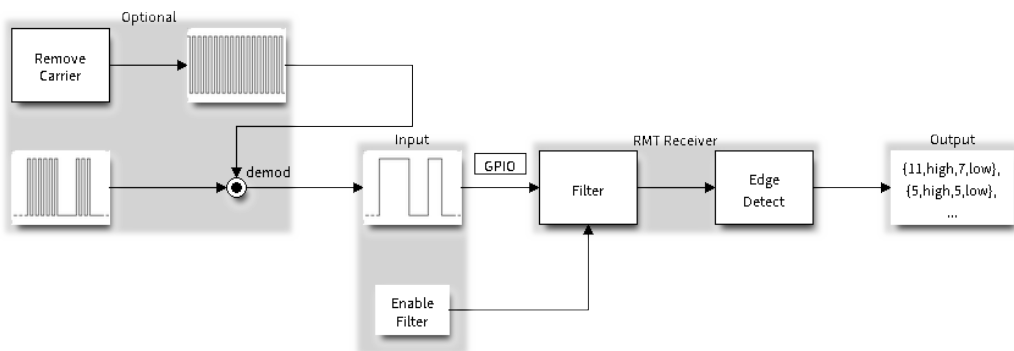 Optional
Remove
Carrier
demod
Input
GPIO
Enable
Filter
RMT Receiver
Filter
Edge
Detect
Output
{11,high,7,low},
{5,high,5,low},
...